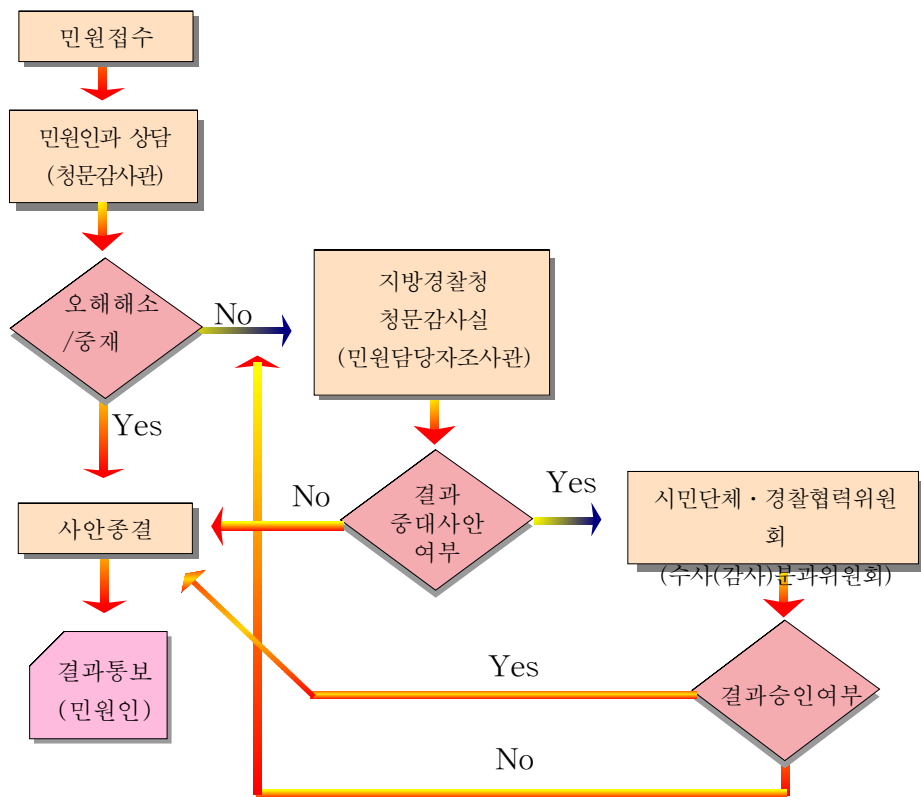 민원접수
민원인과 상담
(청문감사관)
오해해소
/중재
No
지방경찰청
청문감사실
(민원담당자조사관)
Yes
No
결과
중대사안
여부
Yes
시민단체·경찰협력위원
회
(수사(감사)분과위원회)
사안종결
결과통보
(민원인)
Yes
결과승인여부
No